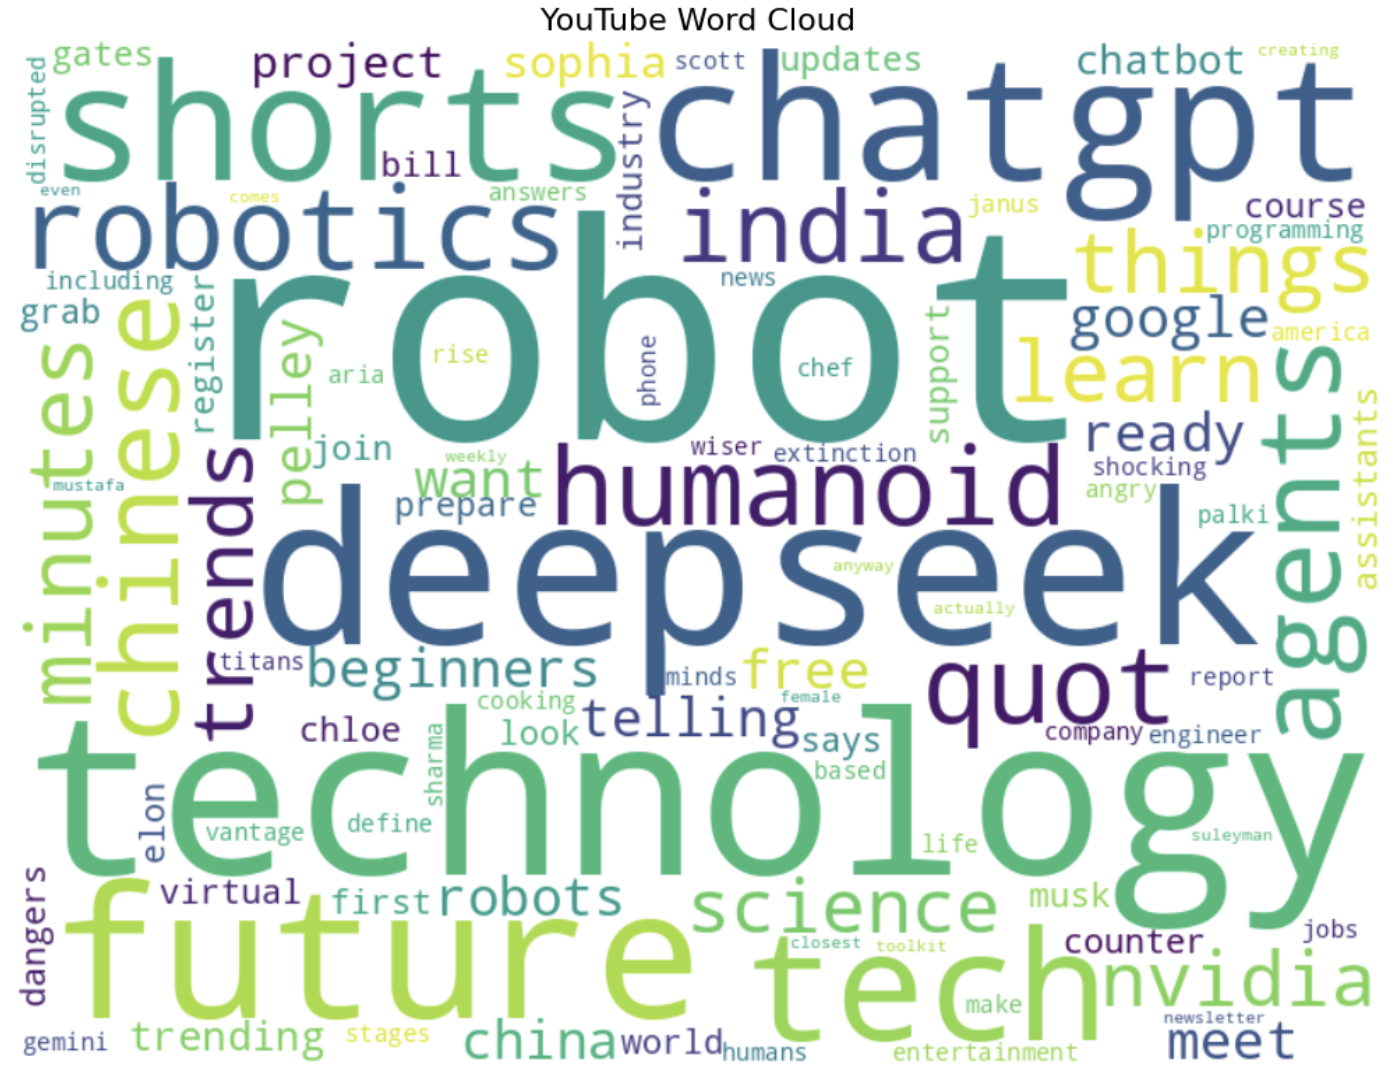 YouTube Word Cloud
gates
project
sophia
scott
updates
chatbot
creating
disrupted
shorts
chatgpt
industry
bill
even
comes
answers
robotics
india
janus
course
programming
things
including
grab
register
news
google
america
chinese
robot
minutes
pelley
aria
rise
phone
chef
support
learn
agents
assistants
join
wiser
extinction
ready
shocking
angry
weekly
want
humanoid
mustafa
trends
prepare
palki
deepseek
anyway
actually
titans
beginners
minds
free
female
quot
report
cooking
telling
chloe
look
says
company
engineer
sharma
based
technology
elon
vantage
define
life
suleyman
dangers
virtual
first
robots
science
musk
future
closest
toolkit
counter
jobs
tech
nvidia
make
newsletter
gemini
trending
stages
china
world
humans
entertainment
meet